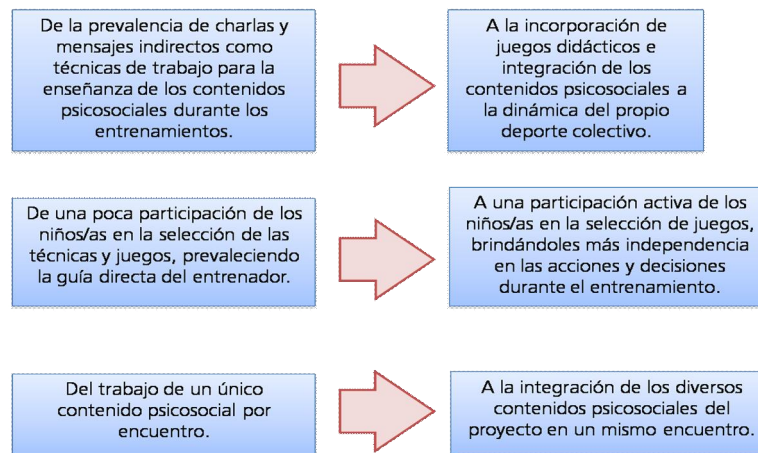 De la prevalencia de charlas y
mensajes indirectos como
técnicas de trabajo para la
enseñanza de los contenidos
psicosociales durante los
entrenamientos.
A la incorporación de
juegos didácticos e
integración de los
contenidos psicosociales a
la dinámica del propio
deporte colectivo.
De una poca participación de los
niños/as en la selección de las
técnicas y juegos, prevaleciendo
la guía directa del entrenador.
A una participación activa de los
niños/as en la selección de juegos,
brindándoles más independencia
en las acciones y decisiones
durante el entrenamiento.
Del trabajo de un único
contenido psicosocial por
encuentro.
A la integración de los diversos
contenidos psicosociales del
proyecto en un mismo encuentro.